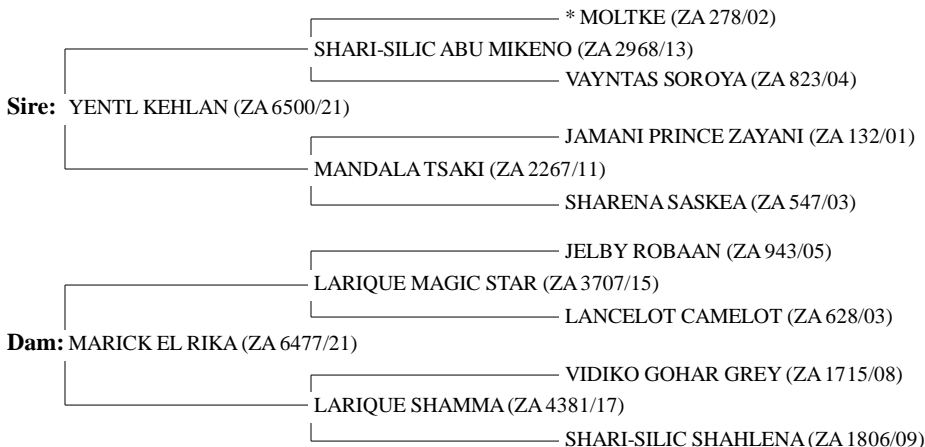 * MOLTKE (ZA 278/02)
SHARI-SILIC ABU MIKENO (ZA 2968/13)
VAYNTAS SOROYA (ZA 823/04)
Sire: YENTL KEHLAN (ZA 6500/21)
JAMANI PRINCE ZAYANI (ZA 132/01)
MANDALA TSAKI (ZA 2267/11)
SHARENA SASKEA (ZA 547/03)
JELBY ROBAAN (ZA 943/05)
LARIQUE MAGIC STAR (ZA 3707/15)
LANCELOT CAMELOT (ZA 628/03)
Dam: MARICK EL RIKA (ZA 6477/21)
VIDIKO GOHAR GREY (ZA 1715/08)
LARIQUE SHAMMA (ZA 4381/17)
SHARI-SILIC SHAHLENA (ZA 1806/09)